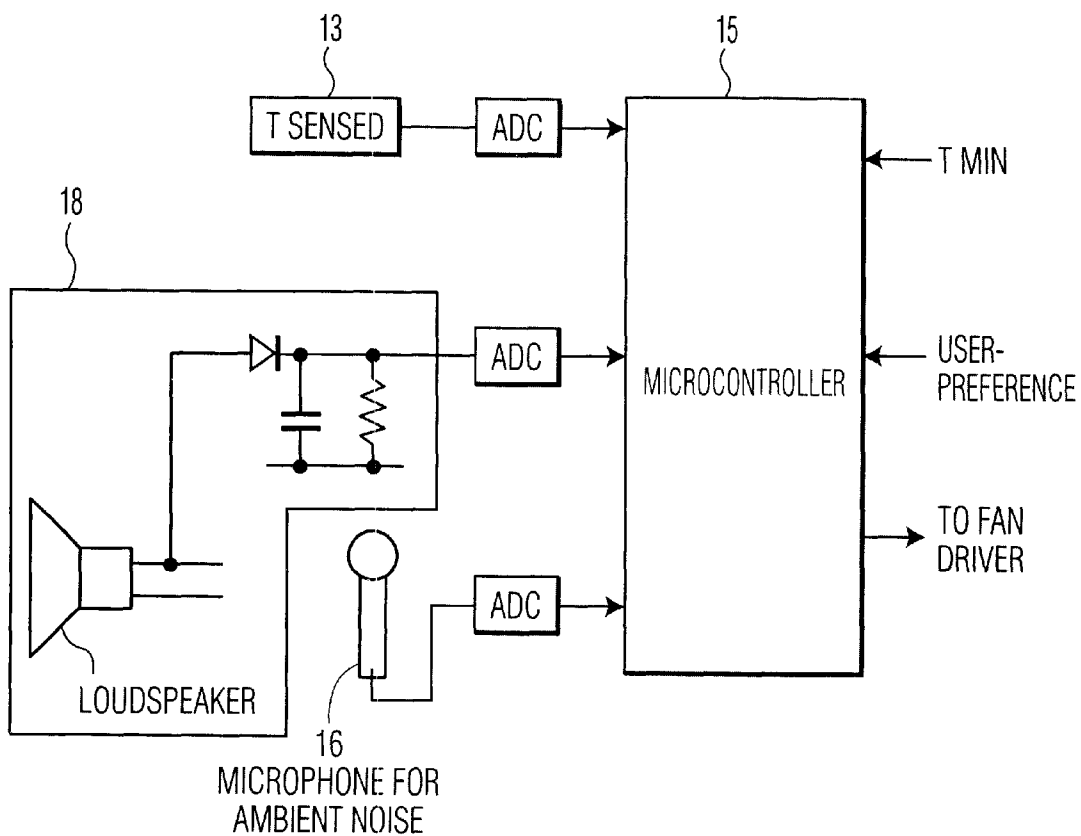 13
15
T SENSED
ADC
T MIN
18
ADC
MICROCONTROLLER
USER-
PREFERENCE
TO FAN
DRIVER
ADC
LOUDSPEAKER
16
MICROPHONE FOR
AMBIENT NOISE